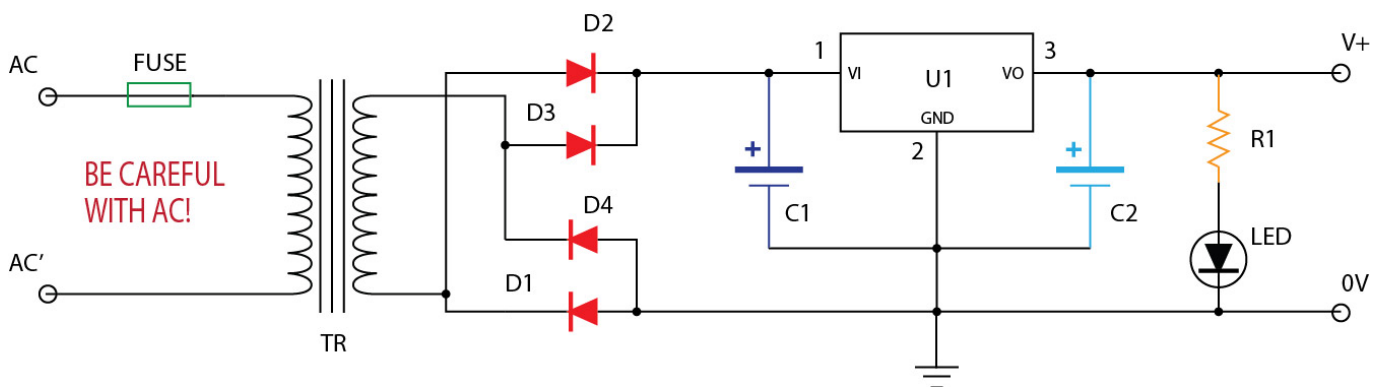 D2
1
3
V+
AC
FUSE
VI
U1
VO
D3
GND
R1
2
+
+
BE CAREFUL
WITH AC!
D4
C1
C2
LED
AC'
D1
0V
TR